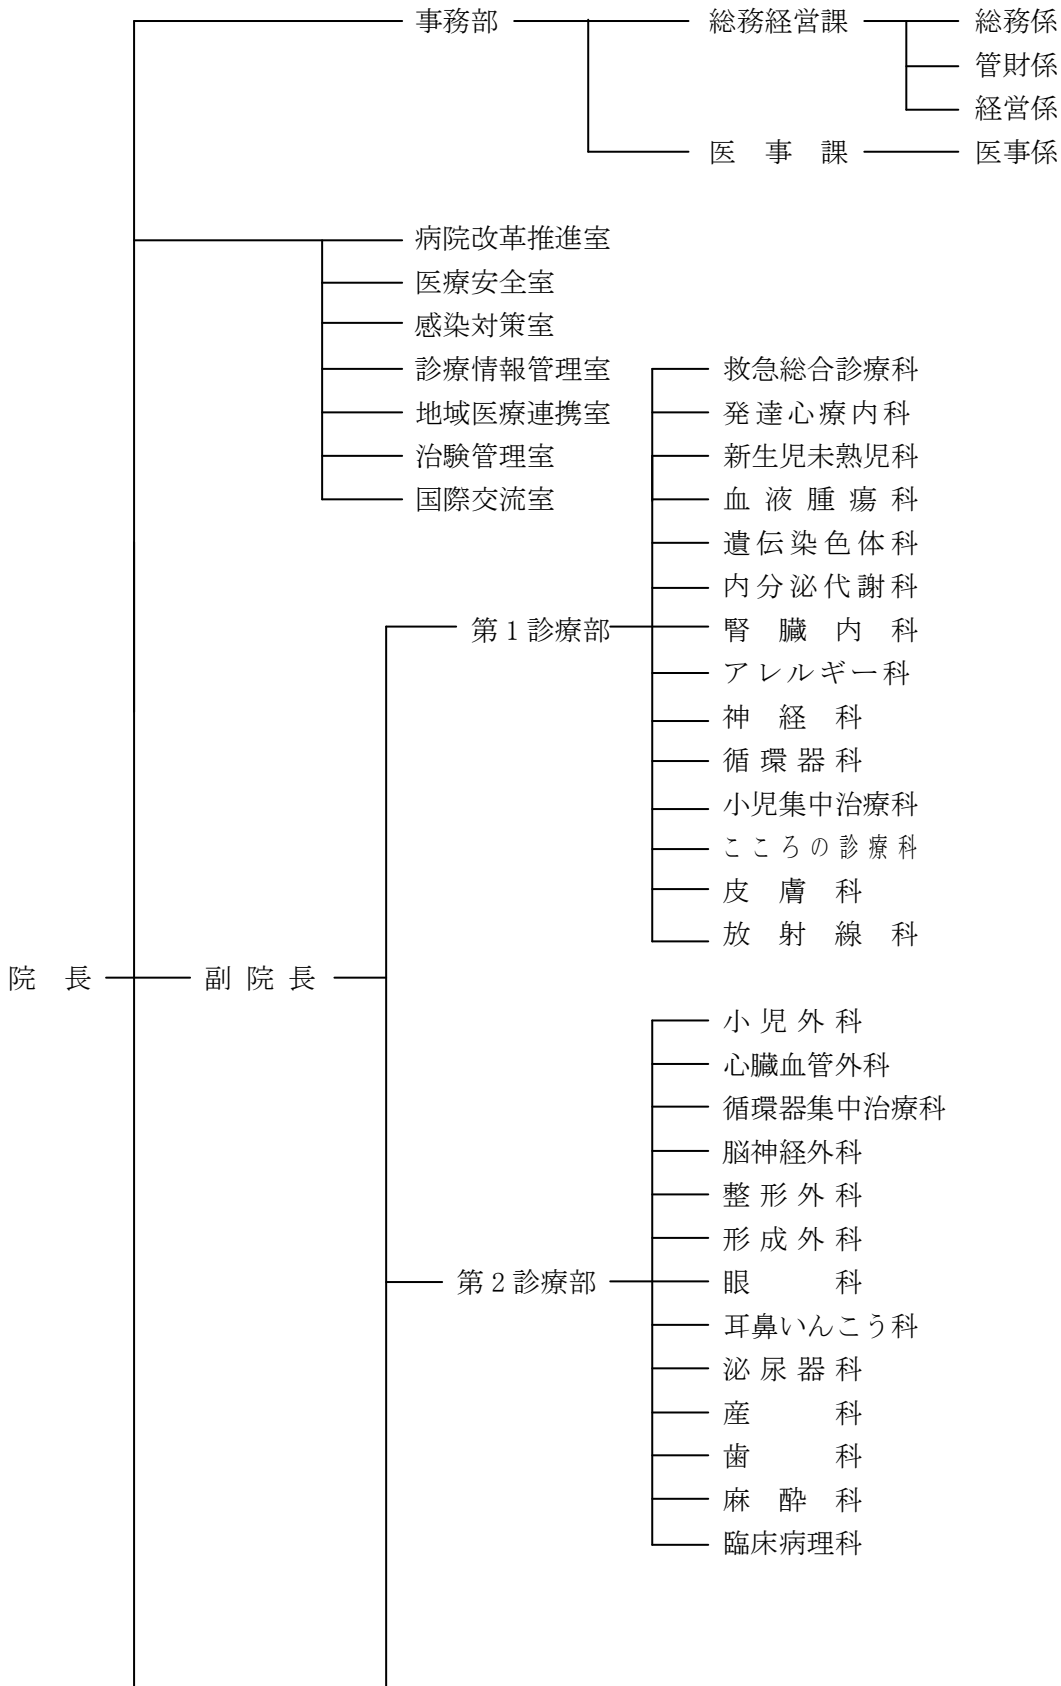 事務部 総務経営課 総務係
管財係
経営係
医事課 医事係
病院改革推進室
医療安全室
感染対策室
診療情報管理室 救急総合診療科
地域医療連携室 発達心療内科
治験管理室 新生児未熟児科
国際交流室 血液腫瘍科
遺伝染色体科
内分泌代謝科
第1診療部 腎臓内科
アレルギー科
神経科
循環器科
小児集中治療科
こころの診療科
皮膚科
放射線科
院長 副院長
小児外科
心臓血管外科
循環器集中治療科
脳神経外科
整形外科
形成外科
第2診療部 眼科
耳鼻いんこう科
泌尿器科
産科
歯科
麻酔科
臨床病理科